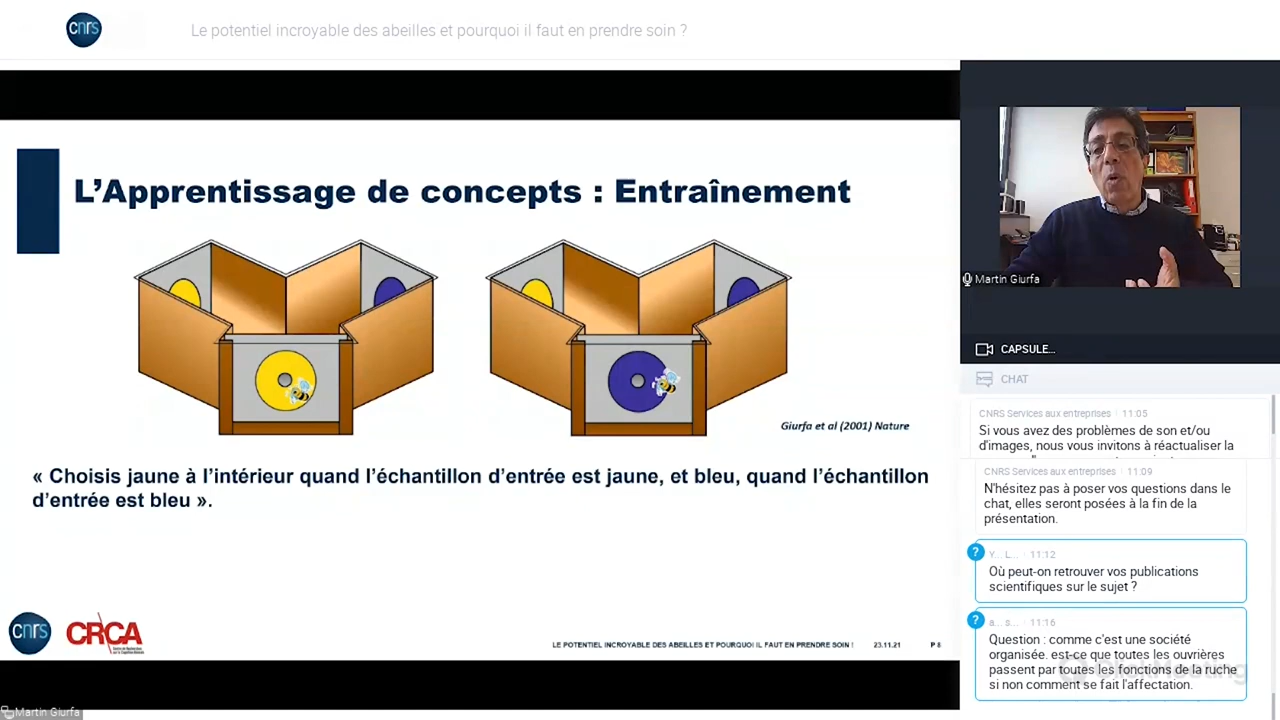 cnrs
Le potentiel incroyable des abeilles et pourquoi il faut en prendre soin ?
L'Apprentissage de concepts : Entraînement
Giurfa et al (2001) Nature
« Choisis jaune à l'intérieur quand l'échantillon d'entrée est jaune, et bleu, quand l'échantillon
d'entrée est bleu ».
cnrs
CRCA
LE POTENTIEL INCROYABLE DES ABEILLES ET POURQUOI IL FAUT EN PRENDRE SOIN !
23.11.21
P 8
Martin Giurfa
Martin Giurfa
CAPSULE...
CHAT
CNRS Services aux entreprises 11:05
Si vous avez des problèmes de son et/ou
d'images, nous vous invitons à réactualiser la
CNRS Services aux entreprises 11:09
N'hésitez pas à poser vos questions dans le
chat, elles seront posées à la fin de la
présentation.
?
Y... L... 11:12
Où peut-on retrouver vos publications
scientifiques sur le sujet ?
?
a... s... 11:16
Question : comme c'est une société
organisée. est-ce que toutes les ouvrières
passent par toutes les fonctions de la ruche
si non comment se fait l'affectation.
ClickMeeting